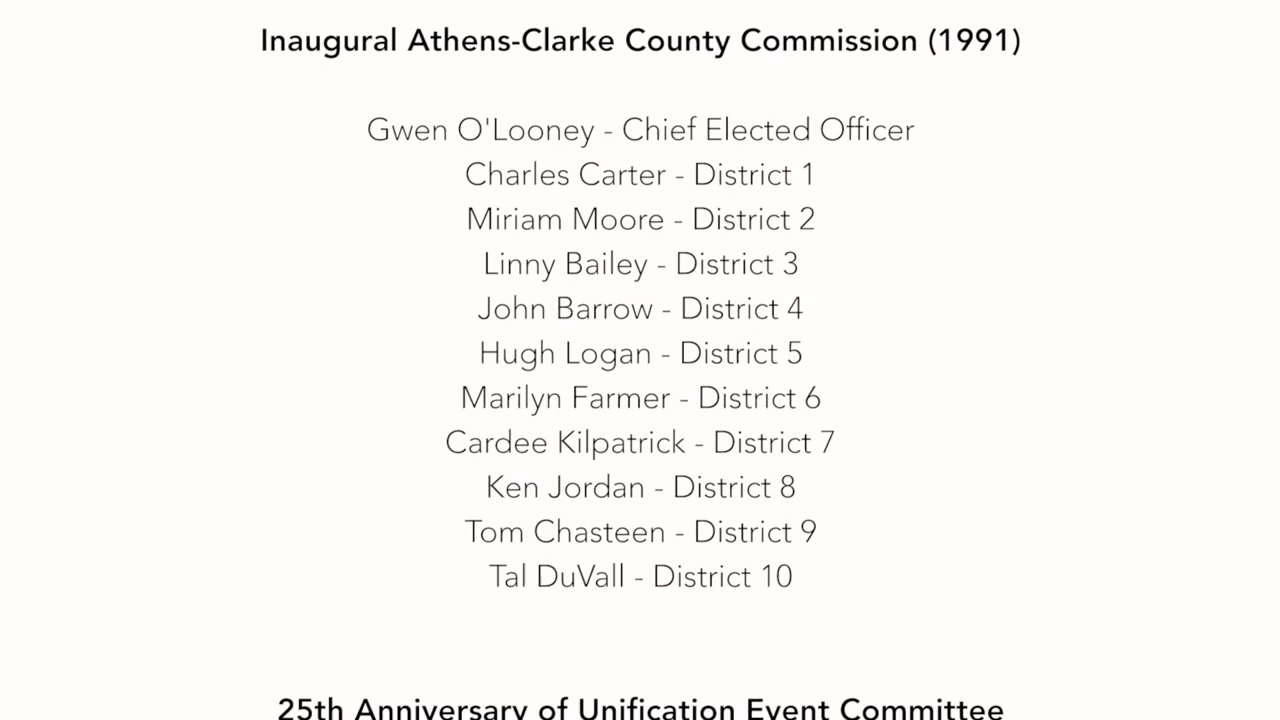 Inaugural Athens-Clarke County Commission (1991)
Gwen O'Looney - Chief Elected Officer
Charles Carter - District 1
Miriam Moore - District 2
Linny Bailey - District 3
John Barrow - District 4
Hugh Logan - District 5
Marilyn Farmer - District 6
Cardee Kilpatrick - District 7
Ken Jordan - District 8
Tom Chasteen - District 9
Tal DuVall - District 10
25th Anniversary of Unification Event Committee